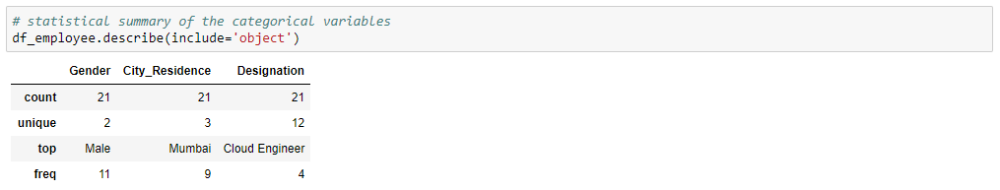 # statistical summary of the categorical variables
df_employee.describe(include='object')
Gender City_Residence Designation
count 21 21 21
unique 2 3 12
top Male Mumbai Cloud Engineer
freq 11 9 4